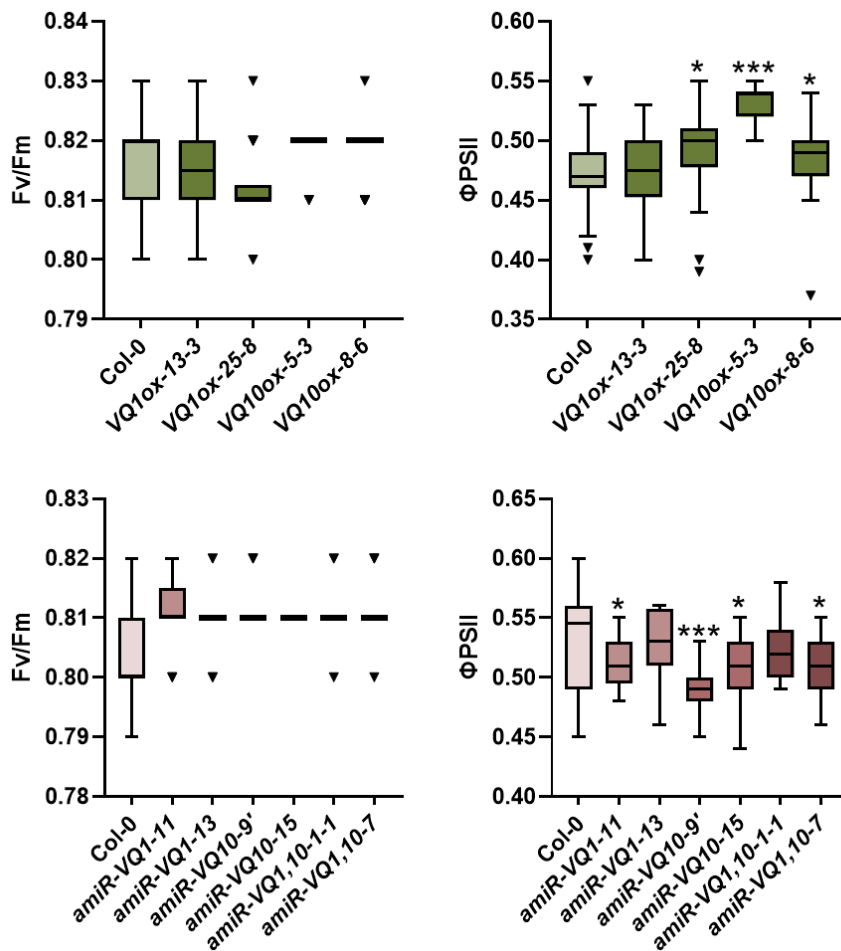 Fv/Fm
0.84
0.83
0.82
0.81
0.80
0.79
Col-0
VQ1ox-13-3
VQ1ox-25-8
VQ10ox-5-3
VQ10ox-8-6
ΦPSII
0.60
0.55
0.50
0.45
0.40
0.35
*
***
*
Col-0
VQ1ox-13-3
VQ1ox-25-8
VQ10ox-5-3
VQ10ox-8-6
Fv/Fm
0.83
0.82
0.81
0.80
0.79
0.78
Col-0
amiR-VQ1-11
amiR-VQ1-13
amiR-VQ10-9'
amiR-VQ10-15
amiR-VQ1,10-1-1
amiR-VQ1,10-7
ΦPSII
0.65
0.60
0.55
0.50
0.45
0.40
*
***
*
*
Col-0
amiR-VQ1-11
amiR-VQ1-13
amiR-VQ10-9'
amiR-VQ10-15
amiR-VQ1,10-1-1
amiR-VQ1,10-7